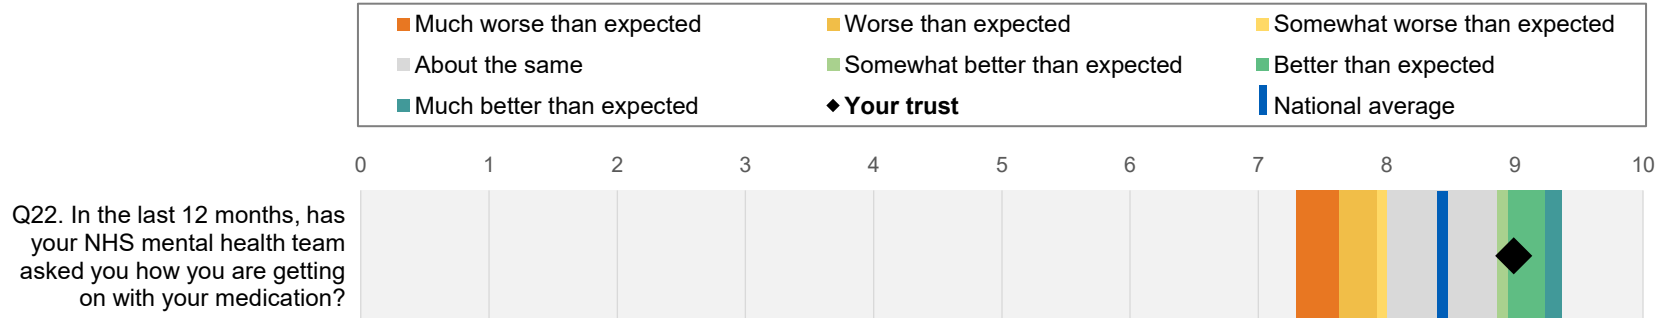 Much worse than expected
Worse than expected
Somewhat worse than expected
About the same
Somewhat better than expected
Better than expected
Much better than expected
Your trust
National average
0 1 2 3 4 5 6 7 8 9 10
Q22. In the last 12 months, has
your NHS mental health team
asked you how you are getting
on with your medication?